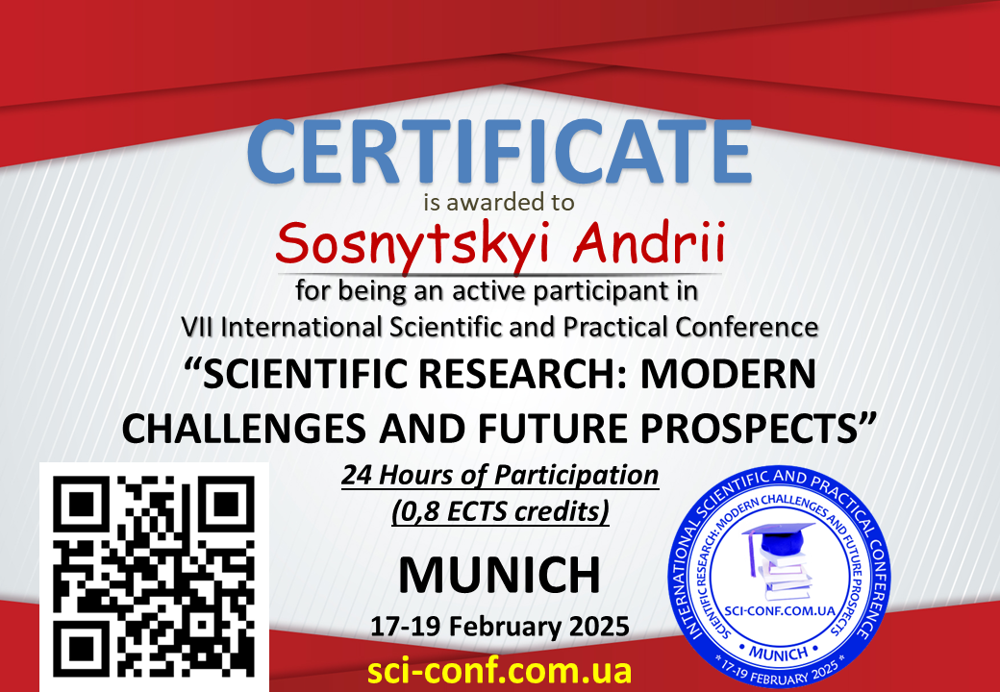 CERTIFICATE
is awarded to
Sosnytskyi Andrii
for being an active participant in
VII International Scientific and Practical Conference
“SCIENTIFIC RESEARCH: MODERN
CHALLENGES AND FUTURE PROSPECTS”
24 Hours of Participation
(0,8 ECTS credits)
MUNICH
17-19 February 2025
sci-conf.com.ua
INTERNATIONAL SCIENTIFIC AND PRACTICAL CONFERENCE
SCIENTIFIC RESEARCH: MODERN CHALLENGES AND FUTURE PROSPECTS
SCI-CONF.COM.UA
• MUNICH •
* 17-19 FEBRUARY 2025 *